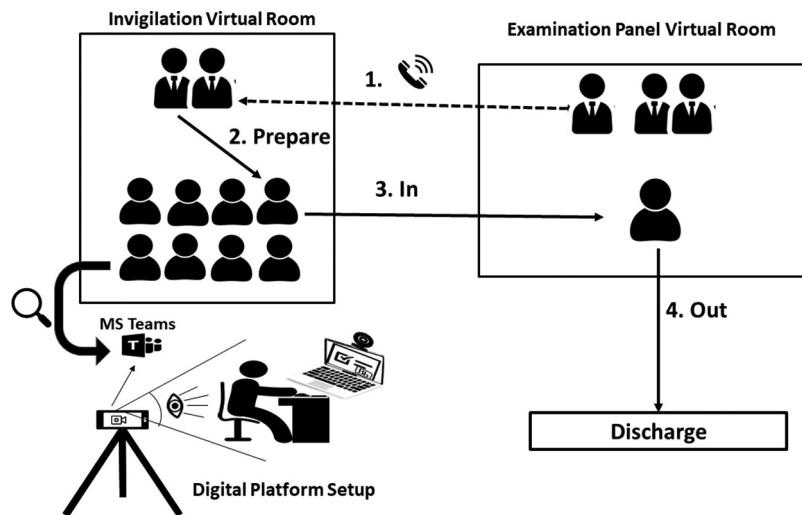 Invigilation Virtual Room
Examination Panel Virtual Room
1.
2. Prepare
3. In
4. Out
MS Teams
T
Discharge
Digital Platform Setup